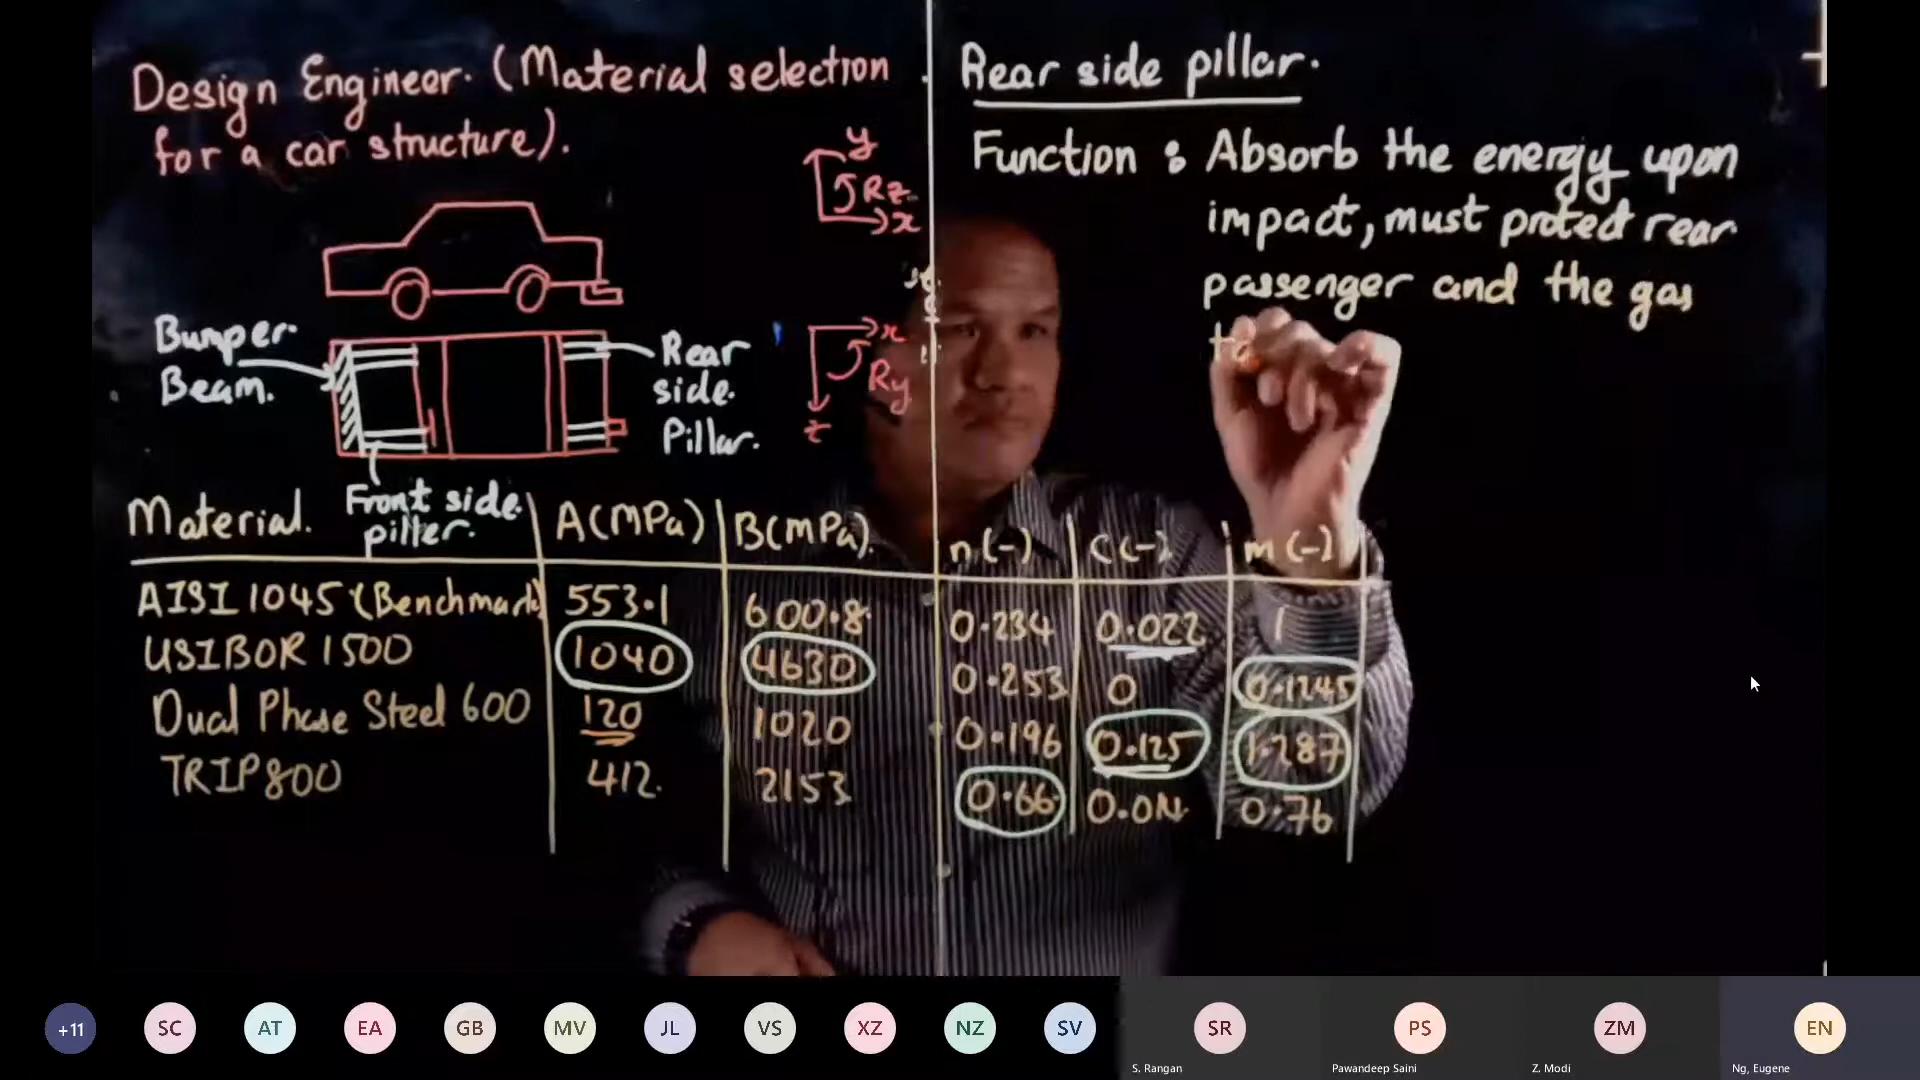 Design Engineer. (Material selection
for a car structure).
y
Rz
x
Bumper
Beam.
Rear
side
Pillar.
x
Ry
z
Front side
piller.
Rear side pillar.
Function : Absorb the energy upon
impact, must protect rear
passenger and the gas
Material. A(MPa) B(MPa). n(-) C(-) m(-)
AISI 1045 (Benchmark) 553.1 600.8 0.234 0.022 1
USIBOR 1500 1040 4630 0.253 0 0.1245
Dual Phase Steel 600 120 1020 0.196 0.125 1.287
TRIP800 412. 2153 0.66 0.76
+11 SC AT EA GB MV JL VS XZ NZ SV SR PS ZM EN
S. Rangan Pawandeep Saini Z. Modi Ng, Eugene